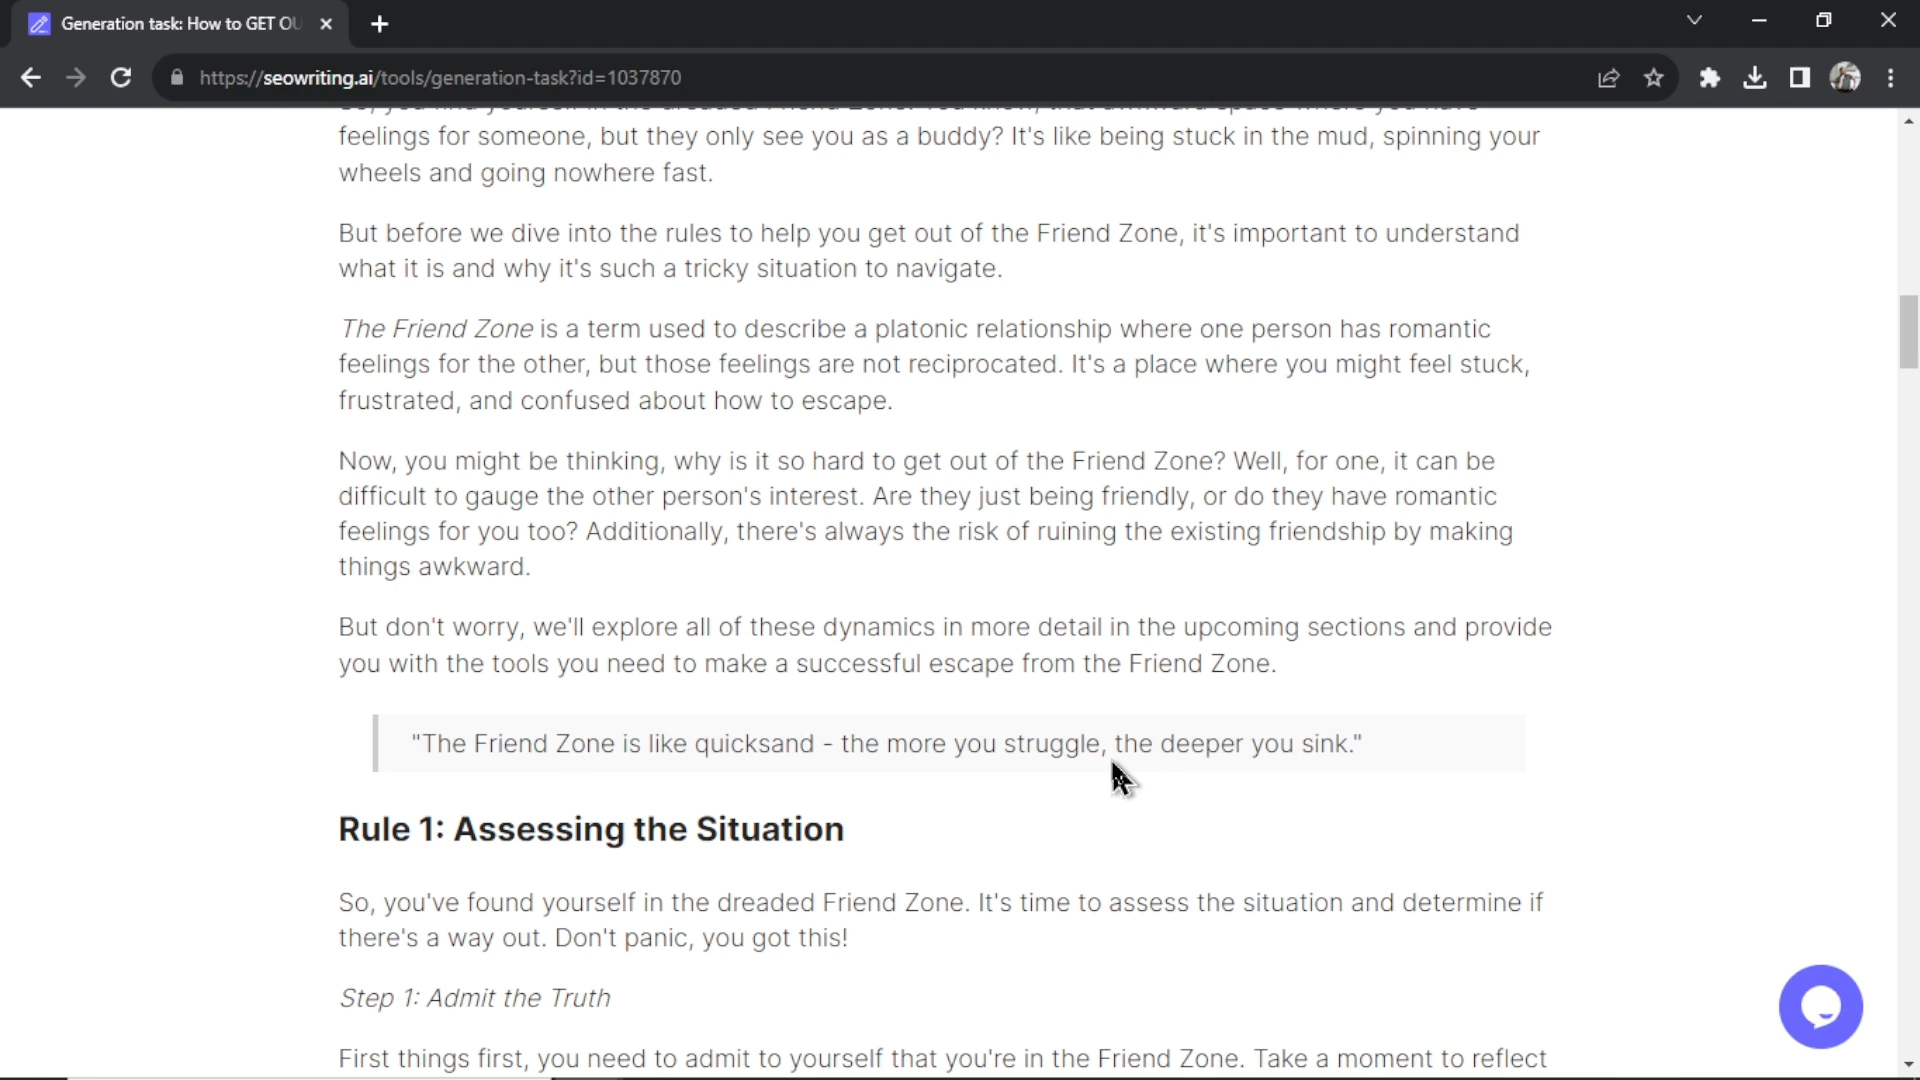 Generation task: How to GET OU
https://seowriting.ai/tools/generation-task?id=1037870
feelings for someone, but they only see you as a buddy? It's like being stuck in the mud, spinning your
wheels and going nowhere fast.
But before we dive into the rules to help you get out of the Friend Zone, it's important to understand
what it is and why it's such a tricky situation to navigate.
The Friend Zone is a term used to describe a platonic relationship where one person has romantic
feelings for the other, but those feelings are not reciprocated. It's a place where you might feel stuck,
frustrated, and confused about how to escape.
Now, you might be thinking, why is it so hard to get out of the Friend Zone? Well, for one, it can be
difficult to gauge the other person's interest. Are they just being friendly, or do they have romantic
feelings for you too? Additionally, there's always the risk of ruining the existing friendship by making
things awkward.
But don't worry, we'll explore all of these dynamics in more detail in the upcoming sections and provide
you with the tools you need to make a successful escape from the Friend Zone.
"The Friend Zone is like quicksand - the more you struggle, the deeper you sink."
Rule 1: Assessing the Situation
So, you've found yourself in the dreaded Friend Zone. It's time to assess the situation and determine if
there's a way out. Don't panic, you got this!
Step 1: Admit the Truth
First things first, you need to admit to yourself that you're in the Friend Zone. Take a moment to reflect